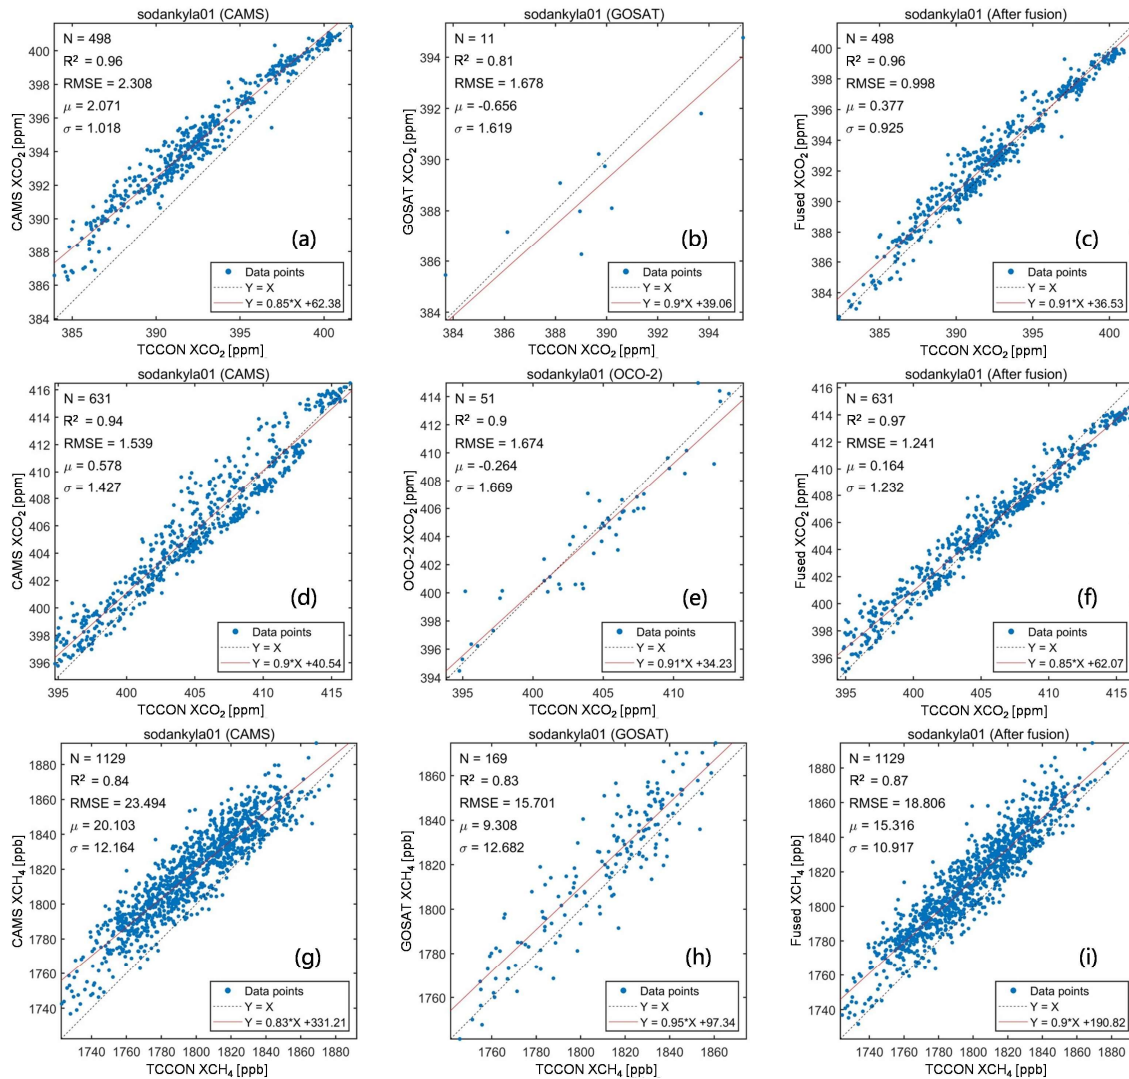 sodankyla01 (CAMS)
N = 498
R² = 0.96
RMSE = 2.308
μ = 2.071
σ = 1.018
CAMS XCO₂ [ppm]
400
398
396
394
392
390
388
386
384
(a)
Data points
Y = X
Y = 0.85*X +62.38
385
390
395
400
TCCON XCO₂ [ppm]
sodankyla01 (GOSAT)
N = 11
R² = 0.81
RMSE = 1.678
μ = -0.656
σ = 1.619
GOSAT XCO₂ [ppm]
394
392
390
388
386
384
(b)
Data points
Y = X
Y = 0.9*X +39.06
384
386
388
390
392
394
TCCON XCO₂ [ppm]
sodankyla01 (After fusion)
N = 498
R² = 0.96
RMSE = 0.998
μ = 0.377
σ = 0.925
Fused XCO₂ [ppm]
400
398
396
394
392
390
388
386
384
(c)
Data points
Y = X
Y = 0.91*X +36.53
385
390
395
400
TCCON XCO₂ [ppm]
sodankyla01 (CAMS)
N = 631
R² = 0.94
RMSE = 1.539
μ = 0.578
σ = 1.427
CAMS XCO₂ [ppm]
416
414
412
410
408
406
404
402
400
398
396
(d)
Data points
Y = X
Y = 0.9*X +40.54
395
400
405
410
415
TCCON XCO₂ [ppm]
sodankyla01 (OCO-2)
N = 51
R² = 0.9
RMSE = 1.674
μ = -0.264
σ = 1.669
OCO-2 XCO₂ [ppm]
414
412
410
408
406
404
402
400
398
396
394
(e)
Data points
Y = X
Y = 0.91*X +34.23
395
400
405
410
TCCON XCO₂ [ppm]
sodankyla01 (After fusion)
N = 631
R² = 0.97
RMSE = 1.241
μ = 0.164
σ = 1.232
Fused XCO₂ [ppm]
416
414
412
410
408
406
404
402
400
398
396
(f)
Data points
Y = X
Y = 0.85*X +62.07
395
400
405
410
415
TCCON XCO₂ [ppm]
sodankyla01 (CAMS)
N = 1129
R² = 0.84
RMSE = 23.494
μ = 20.103
σ = 12.164
CAMS XCH₄ [ppb]
1880
1860
1840
1820
1800
1780
1760
1740
(g)
Data points
Y = X
Y = 0.83*X +331.21
1740
1760
1780
1800
1820
1840
1860
1880
TCCON XCH₄ [ppb]
sodankyla01 (GOSAT)
N = 169
R² = 0.83
RMSE = 15.701
μ = 9.308
σ = 12.682
GOSAT XCH₄ [ppb]
1860
1840
1820
1800
1780
1760
(h)
Data points
Y = X
Y = 0.95*X +97.34
1760
1780
1800
1820
1840
1860
TCCON XCH₄ [ppb]
sodankyla01 (After fusion)
N = 1129
R² = 0.87
RMSE = 18.806
μ = 15.316
σ = 10.917
Fused XCH₄ [ppb]
1880
1860
1840
1820
1800
1780
1760
1740
(i)
Data points
Y = X
Y = 0.9*X +190.82
1740
1760
1780
1800
1820
1840
1860
1880
TCCON XCH₄ [ppb]